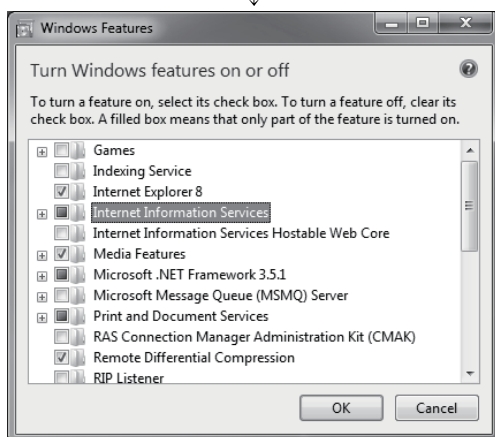 Windows Features
Turn Windows features on or off
To turn a feature on, select its check box. To turn a feature off, clear its
check box. A filled box means that only part of the feature is turned on.
Games
Indexing Service
Internet Explorer 8
Internet Information Services
Internet Information Services Hostable Web Core
Media Features
Microsoft .NET Framework 3.5.1
Microsoft Message Queue (MSMQ) Server
Print and Document Services
RAS Connection Manager Administration Kit (CMAK)
Remote Differential Compression
RIP Listener
OK Cancel